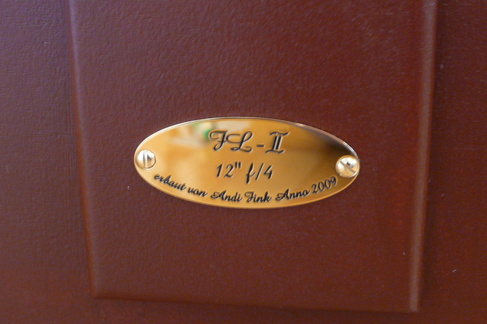 FL-II
12" f/4
erbaut von Andi Fink Anno 2009